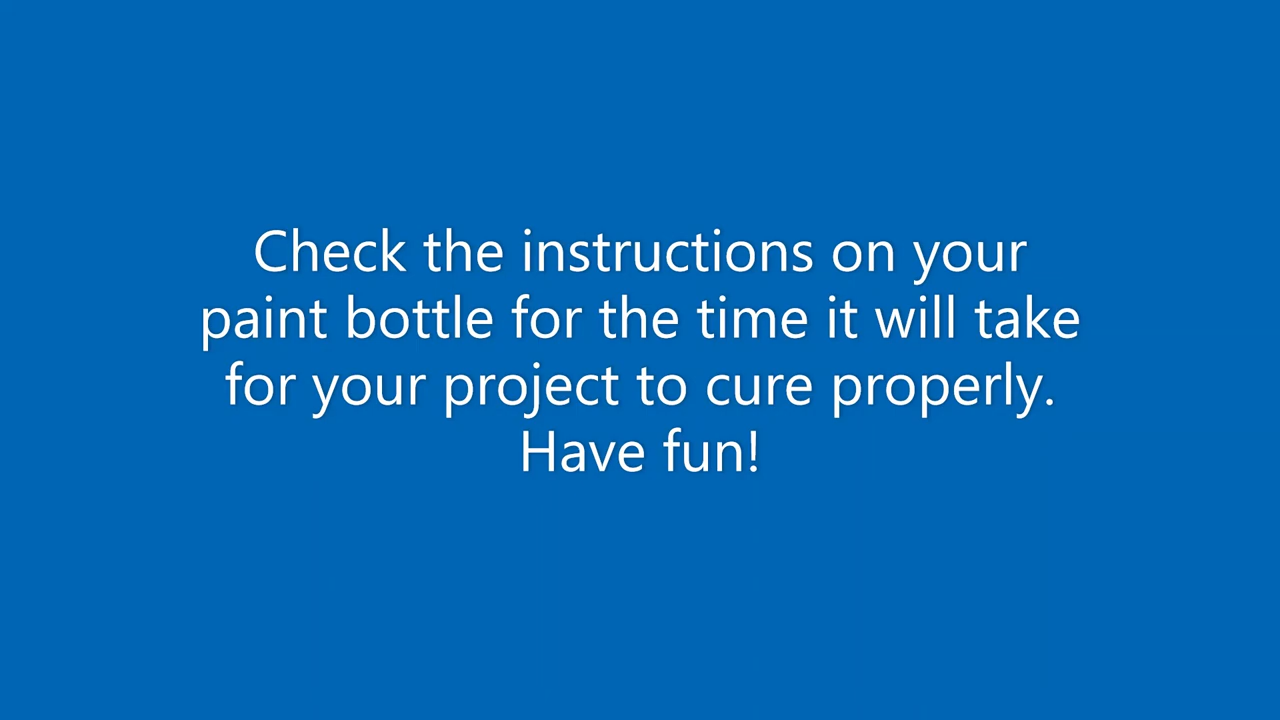 Check the instructions on your
paint bottle for the time it will take
for your project to cure properly.
Have fun!